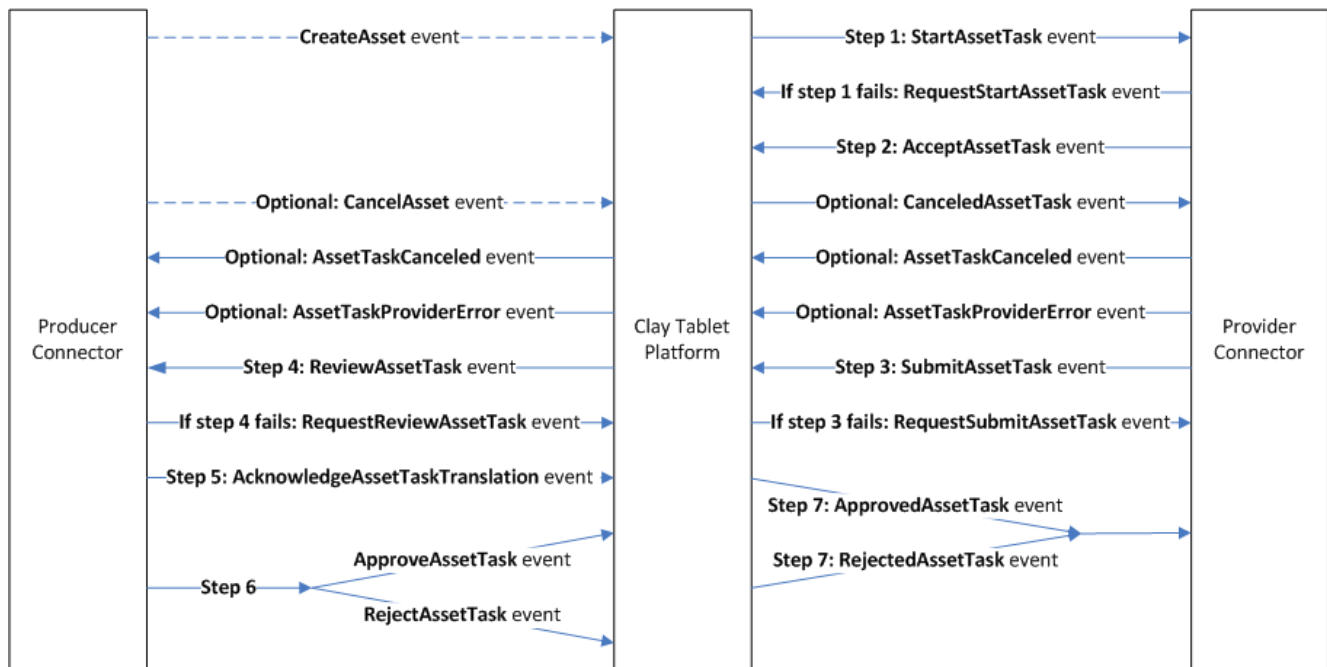 CreateAsset event
Step 1: StartAssetTask event
If step 1 fails: RequestStartAssetTask event
Step 2: AcceptAssetTask event
Optional: CancelAsset event
Optional: CanceledAssetTask event
Optional: AssetTaskCanceled event
Optional: AssetTaskCanceled event
Optional: AssetTaskProviderError event
Optional: AssetTaskProviderError event
Producer
Connector
Clay Tablet
Platform
Provider
Connector
Step 4: ReviewAssetTask event
Step 3: SubmitAssetTask event
If step 4 fails: RequestReviewAssetTask event
If step 3 fails: RequestSubmitAssetTask event
Step 5: AcknowledgeAssetTaskTranslation event
Step 7: ApprovedAssetTask event
ApproveAssetTask event
Step 7: RejectedAssetTask event
Step 6
RejectAssetTask event